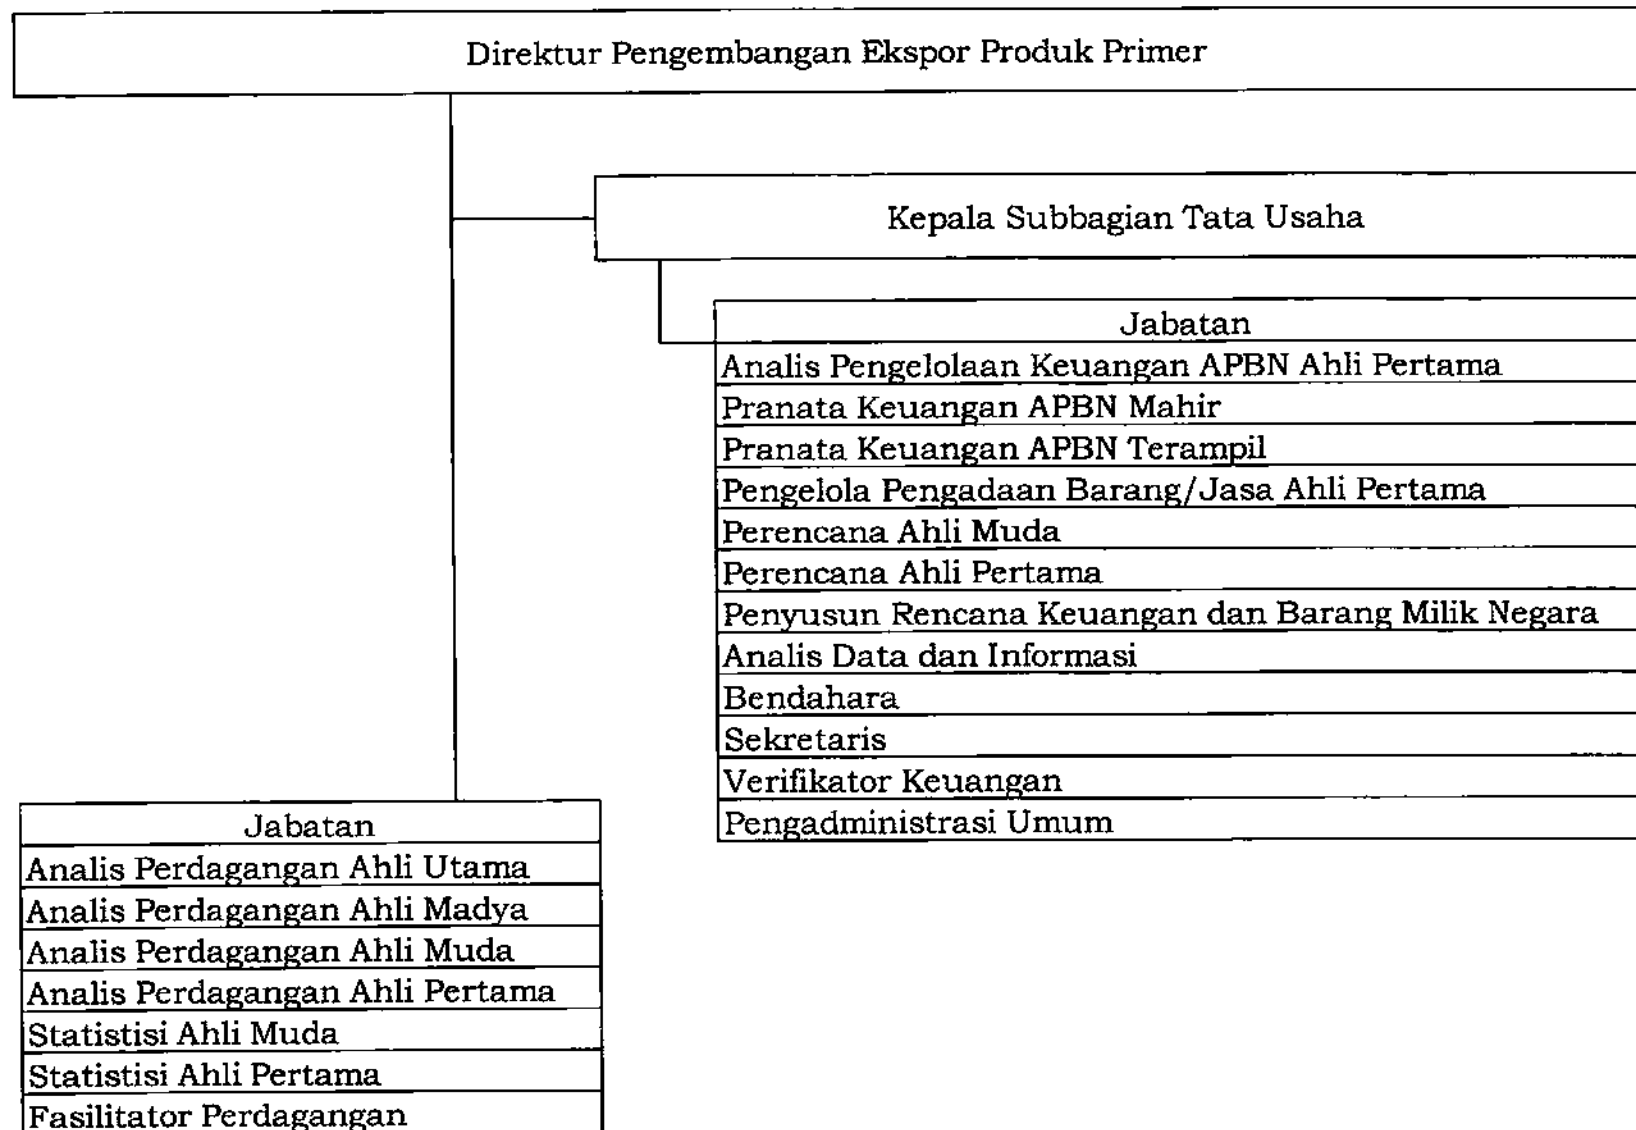 Direktur Pengembangan Ekspor Produk Primer
Kepala Subbagian Tata Usaha
Jabatan
Analis Pengelolaan Keuangan APBN Ahli Pertama
Pranata Keuangan APBN Mahir
Pranata Keuangan APBN Terampil
Pengelola Pengadaan Barang/Jasa Ahli Pertama
Perencana Ahli Muda
Perencana Ahli Pertama
Penyusun Rencana Keuangan dan Barang Milik Negara
Analis Data dan Informasi
Bendahara
Sekretaris
Verifikator Keuangan
Pengadministrasi Umum
Jabatan
Analis Perdagangan Ahli Utama
Analis Perdagangan Ahli Madya
Analis Perdagangan Ahli Muda
Analis Perdagangan Ahli Pertama
Statistisi Ahli Muda
Statistisi Ahli Pertama
Fasilitator Perdagangan